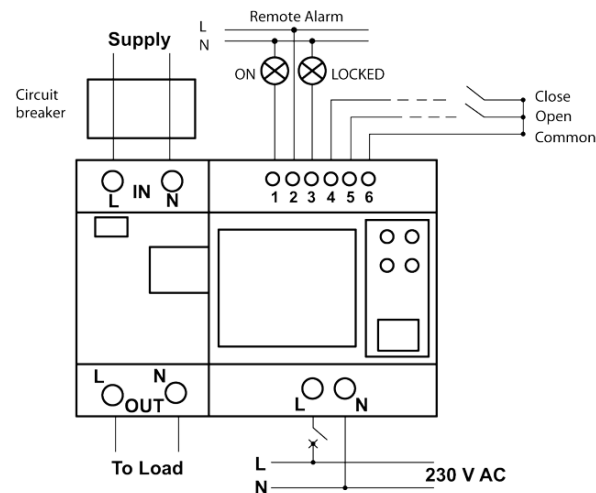 Remote Alarm
L
N
Supply
ON
LOCKED
Circuit
breaker
Close
Open
Common
L IN N
1 2 3 4 5 6
L N
OUT
L N
To Load
L
N
230 V AC